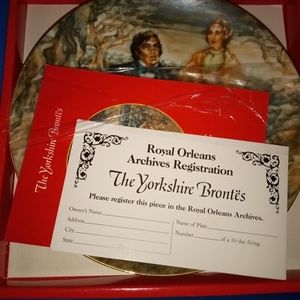 The Yorkshire Brontës
Royal Orleans
Archives Registration
The Yorkshire Brontës
Please register this piece in the Royal Orleans Archives.
Owner's Name
Address
City
State
Name of Plate
Number of a 30 day firing.